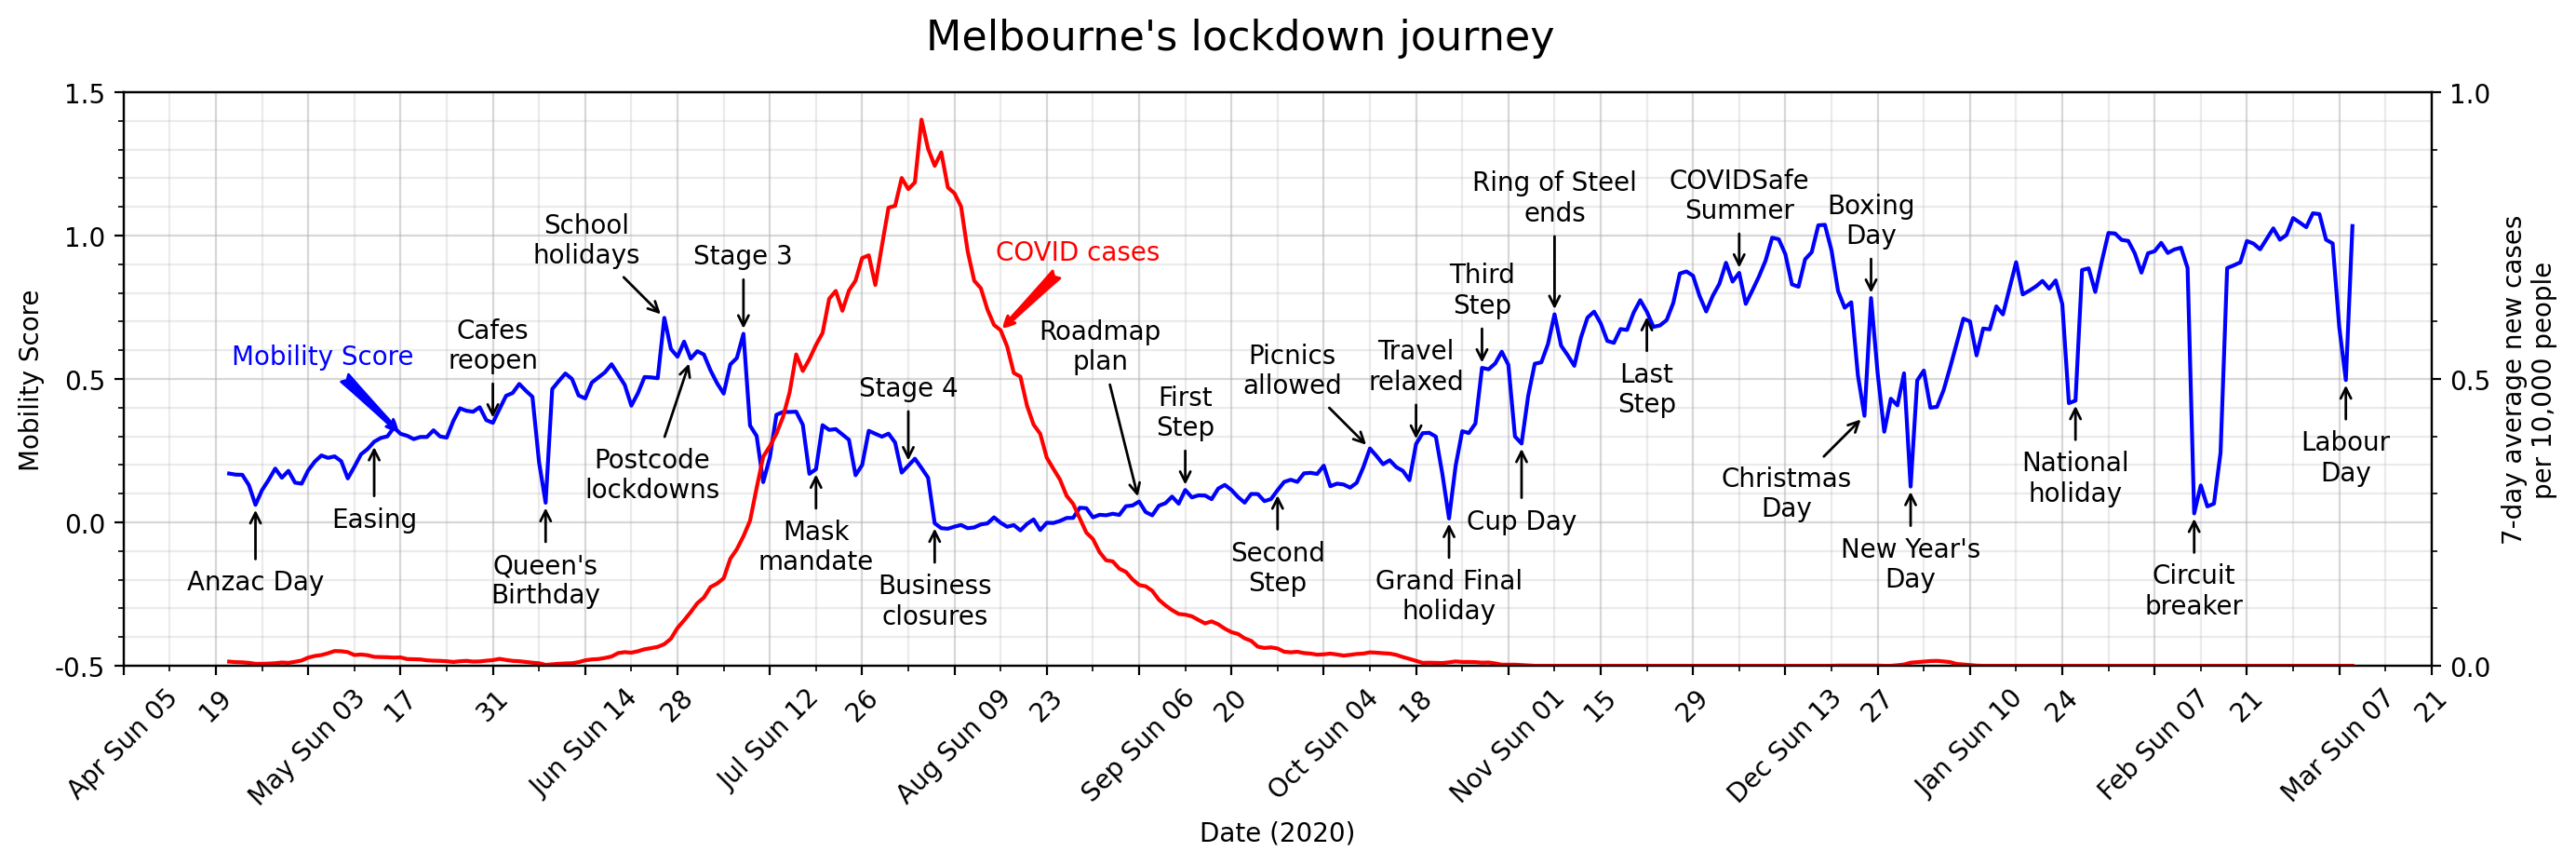 Melbourne's lockdown journey
1.5
1.0
0.5
0.0
-0.5
Mobility Score
1.0
0.5
0.0
7-day average new cases
per 10,000 people
Mobility Score
COVID cases
Anzac Day
Easing
Cafes
reopen
Queen's
Birthday
School
holidays
Postcode
lockdowns
Stage 3
Mask
mandate
Stage 4
Business
closures
Roadmap
plan
First
Step
Second
Step
Picnics
allowed
Travel
relaxed
Grand Final
holiday
Third
Step
Cup Day
Ring of Steel
ends
Last
Step
COVIDSafe
Summer
Christmas
Day
Boxing
Day
New Year's
Day
National
holiday
Circuit
breaker
Labour
Day
Apr Sun 05
19
May Sun 03
17
31
Jun Sun 14
28
Jul Sun 12
26
Aug Sun 09
23
Sep Sun 06
20
Oct Sun 04
18
Nov Sun 01
15
29
Dec Sun 13
27
Jan Sun 10
24
Feb Sun 07
21
Mar Sun 07
21
Date (2020)